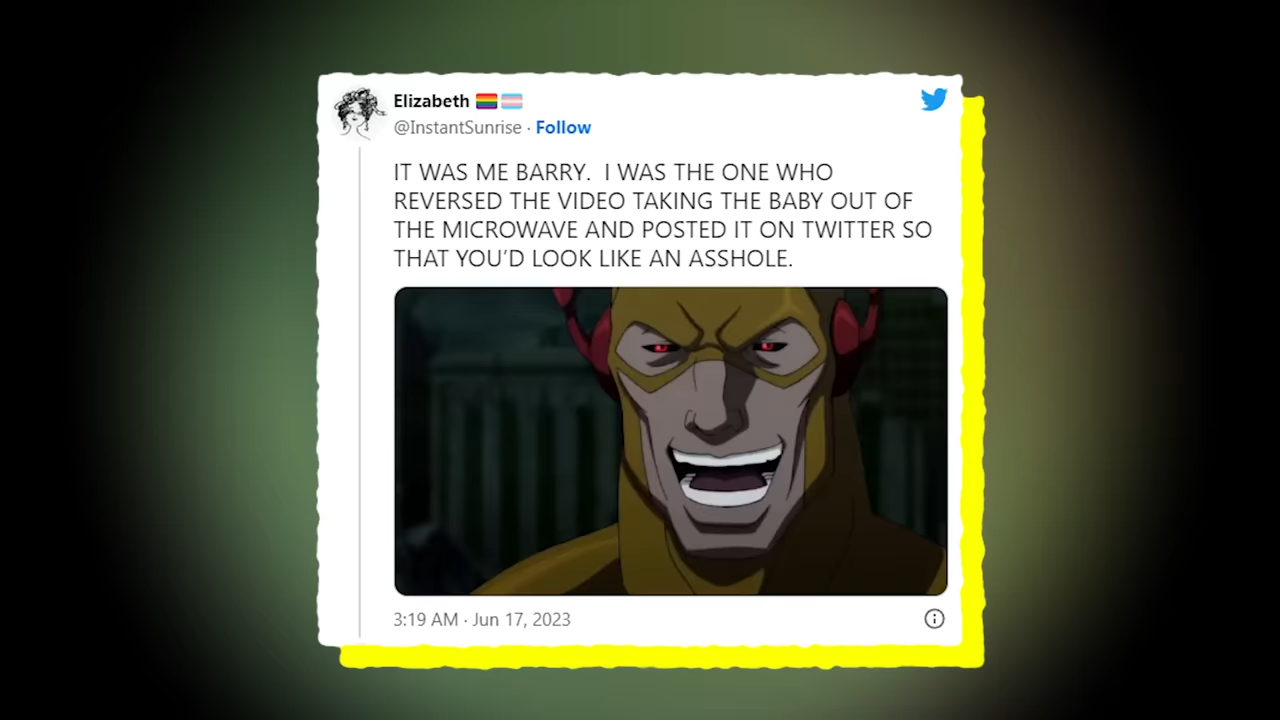 Elizabeth 🏳️‍🌈 🏳️‍⚧️
@InstantSunrise · Follow
IT WAS ME BARRY.  I WAS THE ONE WHO
REVERSED THE VIDEO TAKING THE BABY OUT OF
THE MICROWAVE AND POSTED IT ON TWITTER SO
THAT YOU’D LOOK LIKE AN ASSHOLE.
3:19 AM · Jun 17, 2023